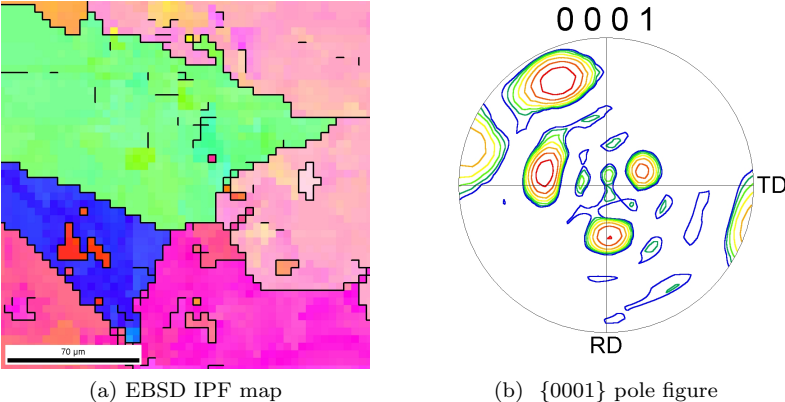 0 0 0 1
TD
RD
70 µm
(a) EBSD IPF map
(b) {0001} pole figure